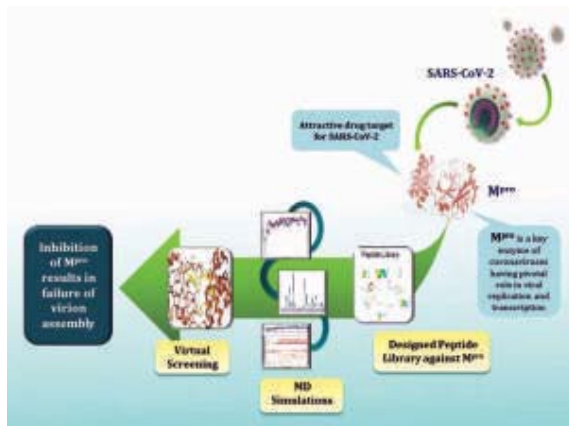 SARS-CoV-2
Attractive drug target
for SARS-CoV-2
Mpro
Mpro is a key
enzyme of
coronaviruses
having pivotal
role in viral
replication and
transcription
Inhibition
of Mpro
results in
failure of
virion
assembly
Peptide Library
Virtual
Screening
MD
Simulations
Designed Peptide
Library against Mpro